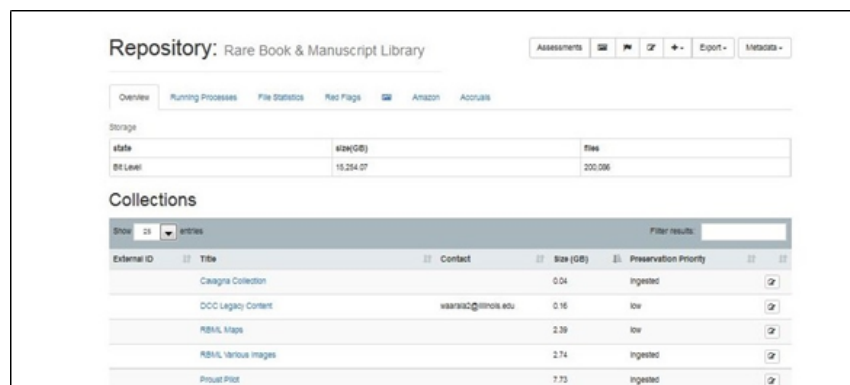 Repository: Rare Book & Manuscript Library
Assessments Export Metadata
Overview Running Processes File Statistics Red Flags Amazon Accruals
Storage
state size(GB) files
Bit Level 15,254.07 200,086
Collections
Show 25 entries Filter results:
External ID Title Contact Size (GB) Preservation Priority
Cavagna Collection 0.04 ingested
DCC Legacy Content waarala2@illinois.edu 0.16 low
RBML Maps 2.39 low
RBML Various Images 2.74 ingested
Proust Pilot 7.73 ingested